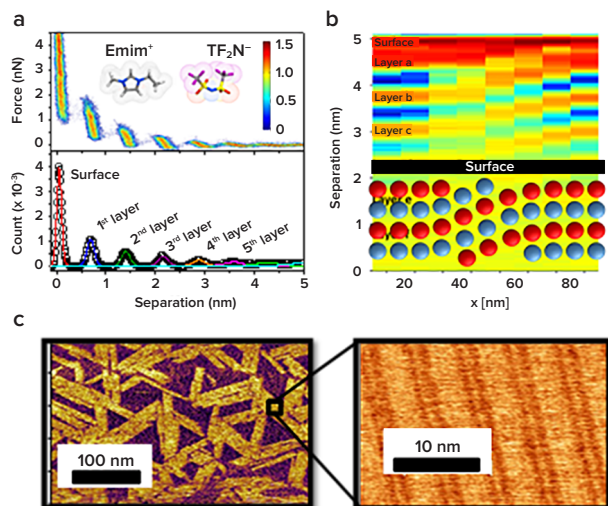 a
Emim⁺
TF₂N⁻
1.5
1.0
0.5
0
Force (nN)
4
3
2
1
0
Count (x 10⁻³)
4
3
2
1
0
Surface
1ˢᵗ layer
2ⁿᵈ layer
3ʳᵈ layer
4ᵗʰ layer
5ᵗʰ layer
0
1
2
3
4
5
Separation (nm)
b
Separation (nm)
5
4
3
2
1
0
Surface
Layer a
Layer b
Layer c
Surface
20
40
60
80
x [nm]
c
100 nm
10 nm